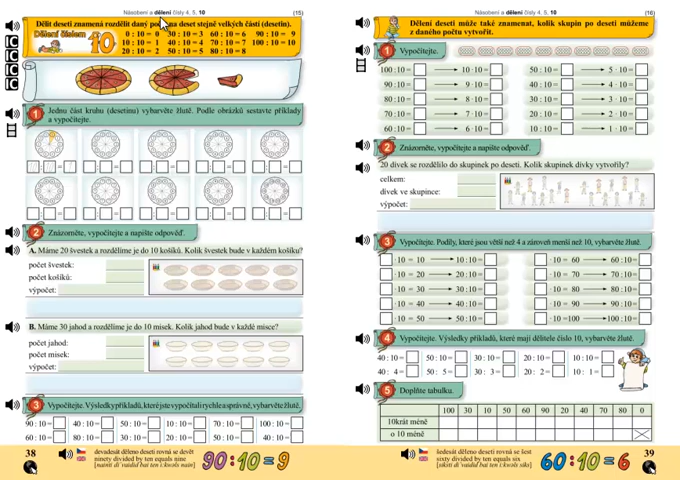 Násobení a dělení čísly 4, 5, 10
(15)
Dělit deseti znamená rozdělit daný po na deset stejně velkých částí (desetin).
Dělení číslem 10
0 : 10 = 0 30 : 10 = 3 60 : 10 = 6 90 : 10 = 9
10 : 10 = 1 40 : 10 = 4 70 : 10 = 7 100 : 10 = 10
20 : 10 = 2 50 : 10 = 5 80 : 10 = 8
1 Jednu část kruhu (desetinu) vybarvěte žlutě. Podle obrázků sestavte příklady
a vypočítejte.
2 Znázorněte, vypočítejte a napište odpověď.
A. Máme 20 švestek a rozdělíme je do 10 košíků. Kolik švestek bude v každém košíku?
počet švestek:
počet košíků:
výpočet:
B. Máme 30 jahod a rozdělíme je do 10 misek. Kolik jahod bude v každé misce?
počet jahod:
počet misek:
výpočet:
3 Vypočítejte. Výsledky příkladů, které jste vypočítali rychle a správně, vybarvěte žlutě.
90 : 10 = 40 : 10 = 50 : 10 = 10 : 10 = 70 : 10 = 100 : 10 =
60 : 10 = 80 : 10 = 30 : 10 = 20 : 10 = 50 : 10 = 40 : 10 =
38
devadesát děleno deseti rovná se devět
ninety divided by ten equals nine
90 : 10 = 9
Násobení a dělení čísly 4, 5, 10
(16)
Dělení deseti může také znamenat, kolik skupin po deseti můžeme
z daného počtu vytvořit.
1 Vypočítejte.
100 : 10 = 10 · 10 = 50 : 10 = 5 · 10 =
90 : 10 = 9 · 10 = 40 : 10 = 4 · 10 =
80 : 10 = 8 · 10 = 30 : 10 = 3 · 10 =
70 : 10 = 7 · 10 = 20 : 10 = 2 · 10 =
60 : 10 = 6 · 10 = 10 : 10 = 1 · 10 =
2 Znázorněte, vypočítejte a napište odpověď.
20 dívek se rozdělilo do skupinek po deseti. Kolik skupinek dívky vytvořily?
celkem:
dívek ve skupince:
výpočet:
3 Vypočítejte. Podíly, které jsou větší než 4 a zároveň menší než 10, vybarvěte žlutě.
· 10 = 10 10 : 10 = · 10 = 60 60 : 10 =
· 10 = 20 20 : 10 = · 10 = 70 70 : 10 =
· 10 = 30 30 : 10 = · 10 = 80 80 : 10 =
· 10 = 40 40 : 10 = · 10 = 90 90 : 10 =
· 10 = 50 50 : 10 = · 10 =100 100 : 10 =
4 Vypočítejte. Výsledky příkladů, které mají dělitele číslo 10, vybarvěte žlutě.
40 : 10 = 50 : 10 = 30 : 10 = 20 : 10 = 10 : 10 =
40 : 4 = 50 : 5 = 30 : 3 = 20 : 2 = 10 : 1 =
5 Doplňte tabulku.
100 30 10 50 60 90 20 40 70 80 0
10krát méně
o 10 méně
šedesát děleno deseti rovná se šest
sixty divided by ten equals six
60 : 10 = 6
39